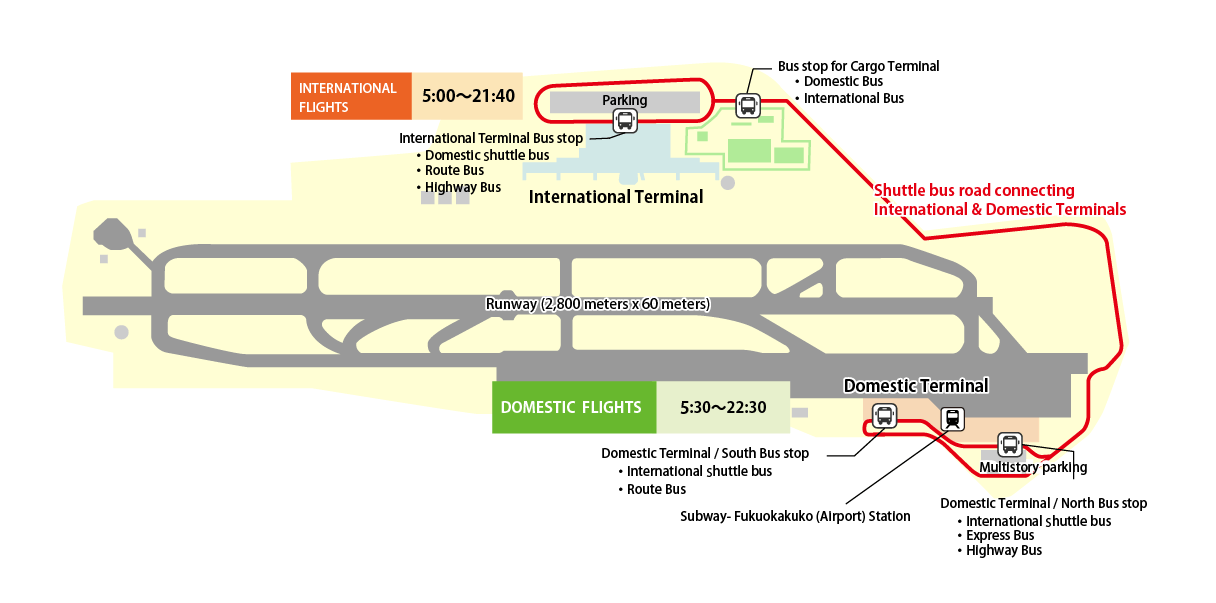 INTERNATIONAL
FLIGHTS
5:00〜21:40
Parking
Bus stop for Cargo Terminal
・Domestic Bus
・International Bus
International Terminal Bus stop
・Domestic shuttle bus
・Route Bus
・Highway Bus
International Terminal
Shuttle bus road connecting
International & Domestic Terminals
Runway (2,800 meters x 60 meters)
DOMESTIC FLIGHTS
5:30〜22:30
Domestic Terminal
Domestic Terminal / South Bus stop
・International shuttle bus
・Route Bus
Multistory parking
Subway- Fukuokakuko (Airport) Station
Domestic Terminal / North Bus stop
・International shuttle bus
・Express Bus
・Highway Bus